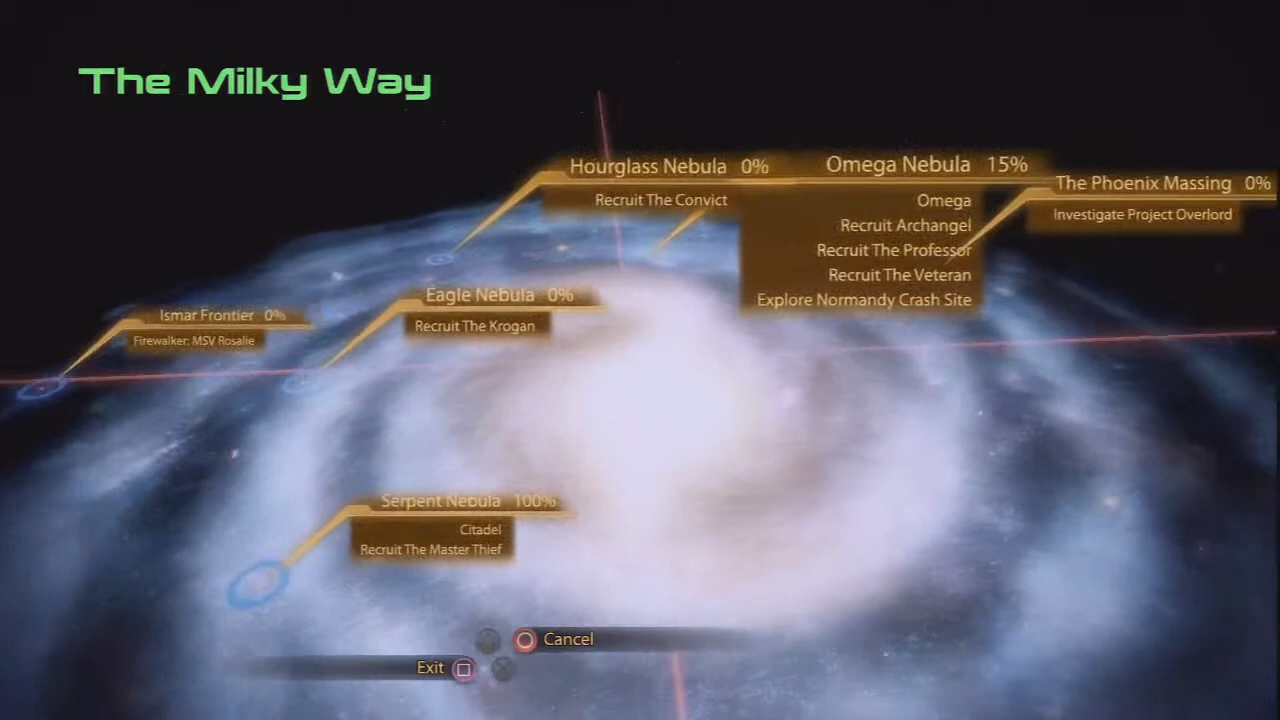 The Milky Way
Hourglass Nebula 0%
Recruit The Convict
Omega Nebula 15%
Omega
Recruit Archangel
Recruit The Professor
Recruit The Veteran
Explore Normandy Crash Site
The Phoenix Massing 0%
Investigate Project Overlord
Eagle Nebula 0%
Recruit The Krogan
Ismar Frontier 0%
Firewalker: MSV Rosalie
Serpent Nebula 100%
Citadel
Recruit The Master Thief
Cancel
Exit